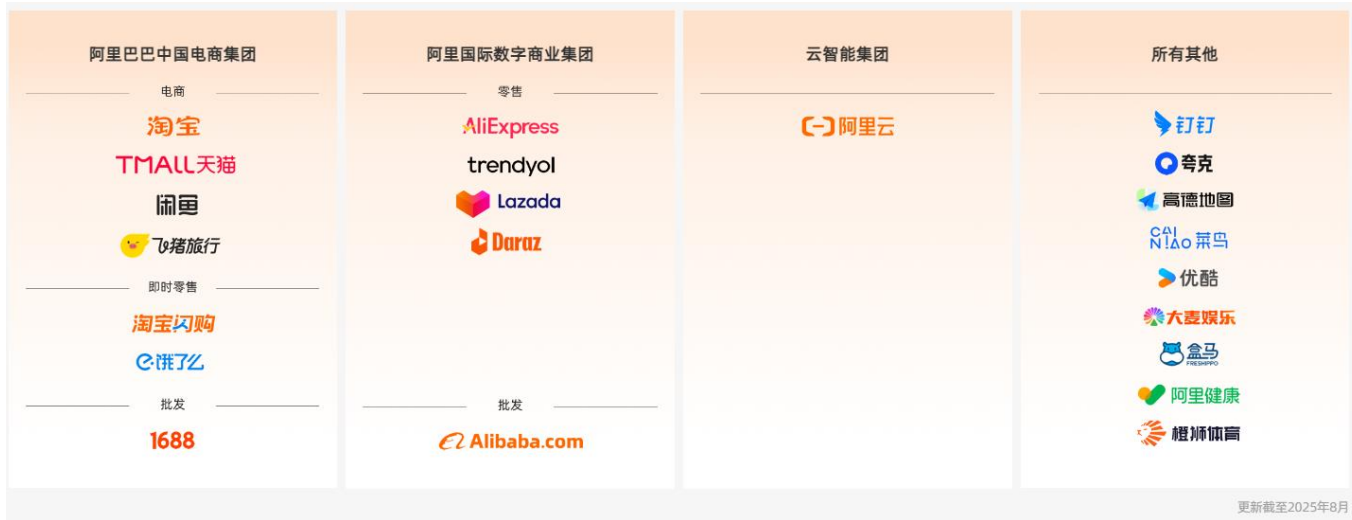 阿里巴巴中国电商集团
电商
淘宝
TMALL天猫
闲鱼
飞猪旅行
即时零售
淘宝闪购
饿了么
批发
1688
阿里国际数字商业集团
零售
AliExpress
trendyol
Lazada
Daraz
批发
Alibaba.com
云智能集团
阿里云
所有其他
钉钉
夸克
高德地图
CAI
NIAO 菜鸟
优酷
大麦娱乐
盒马
FRESHIPPO
阿里健康
橙狮体育
更新截至2025年8月